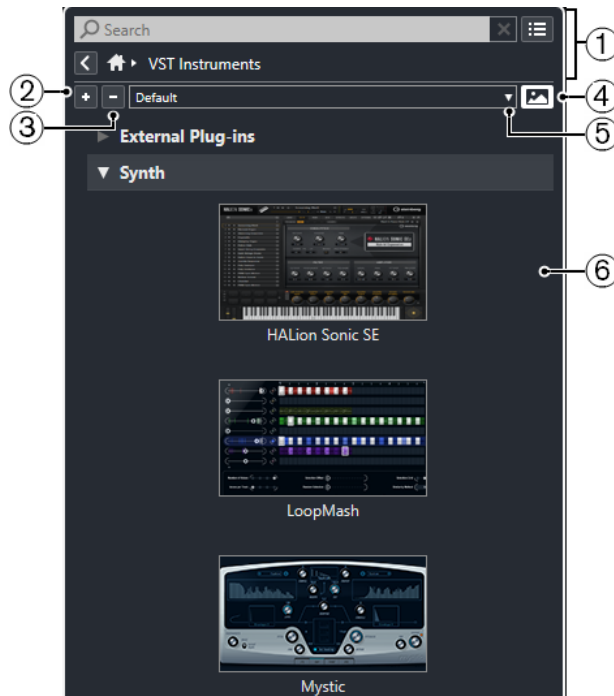 Search
①
VST Instruments
②
Default
④
③
⑤
External Plug-ins
Synth
⑥
HALion Sonic SE
LoopMash
Mystic